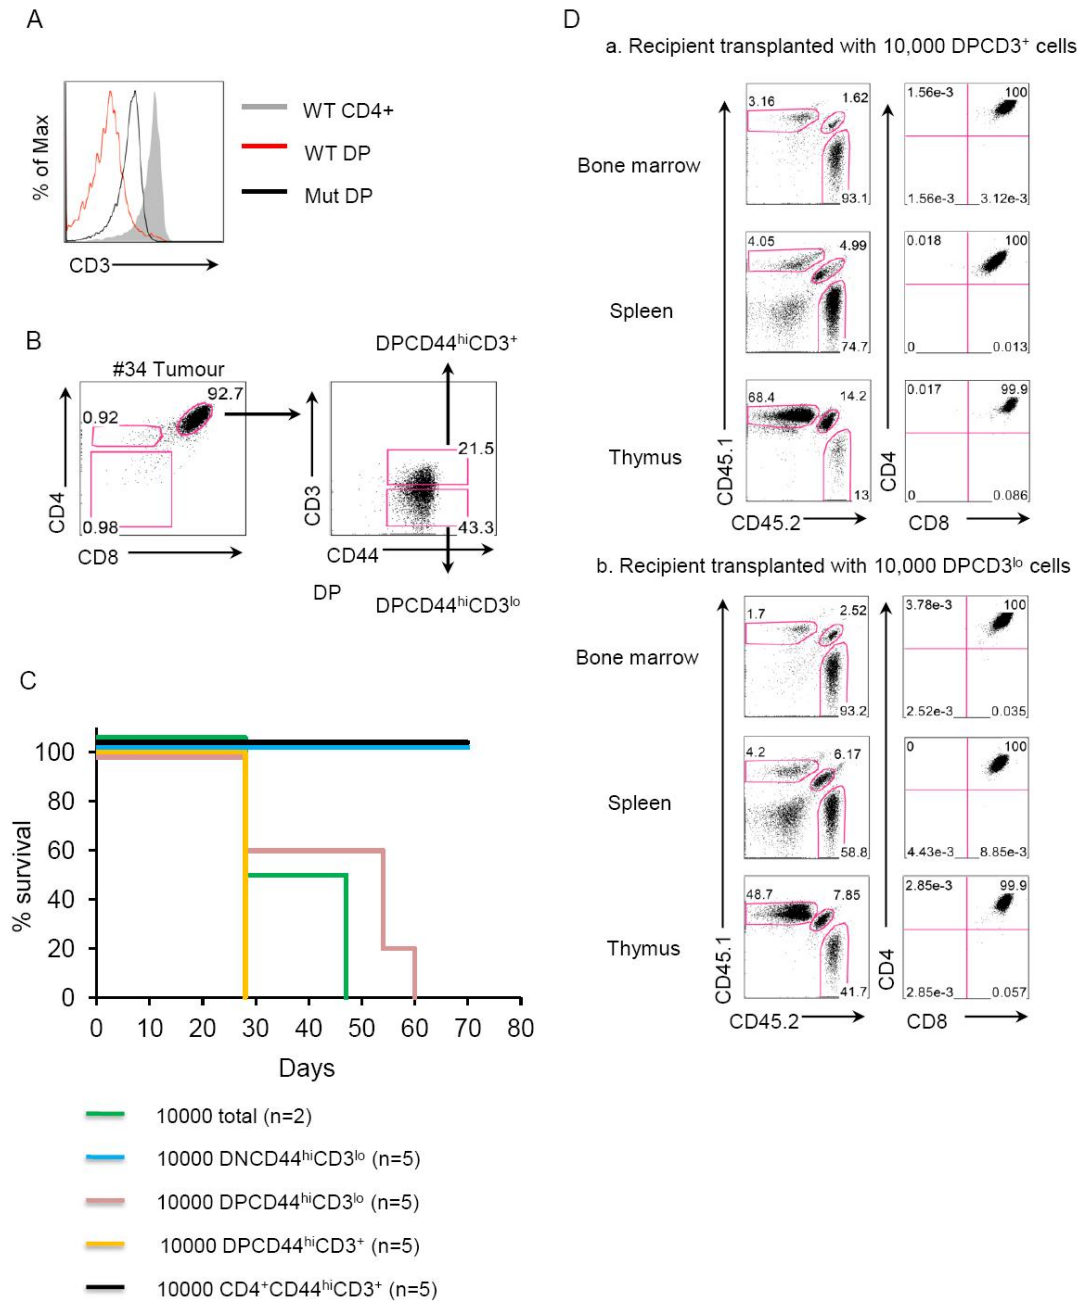 A
% of Max
CD3
WT CD4+
WT DP
Mut DP
B
#34 Tumour
DPCD44ʰⁱCD3⁺
92.7
0.92
0.98
CD4
CD8
21.5
43.3
CD3
CD44
DP
DPCD44ʰⁱCD3ˡᵒ
C
% survival
100
80
60
40
20
0
0 10 20 30 40 50 60 70 80
Days
10000 total (n=2)
10000 DNCD44ʰⁱCD3ˡᵒ (n=5)
10000 DPCD44ʰⁱCD3ˡᵒ (n=5)
10000 DPCD44ʰⁱCD3⁺ (n=5)
10000 CD4⁺CD44ʰⁱCD3⁺ (n=5)
D
a. Recipient transplanted with 10,000 DPCD3⁺ cells
Bone marrow
3.16 1.62
93.1
1.56e-3 100
1.56e-3 3.12e-3
Spleen
4.05 4.99
74.7
0.018 100
0 0.013
Thymus
68.4 14.2
13
0.017 99.9
0 0.086
CD45.1
CD45.2
CD4
CD8
b. Recipient transplanted with 10,000 DPCD3ˡᵒ cells
Bone marrow
1.7 2.52
93.2
3.78e-3 100
2.52e-3 0.035
Spleen
4.2 6.17
58.8
0 100
4.43e-3 8.85e-3
Thymus
48.7 7.85
41.7
2.85e-3 99.9
2.85e-3 0.057
CD45.1
CD45.2
CD4
CD8